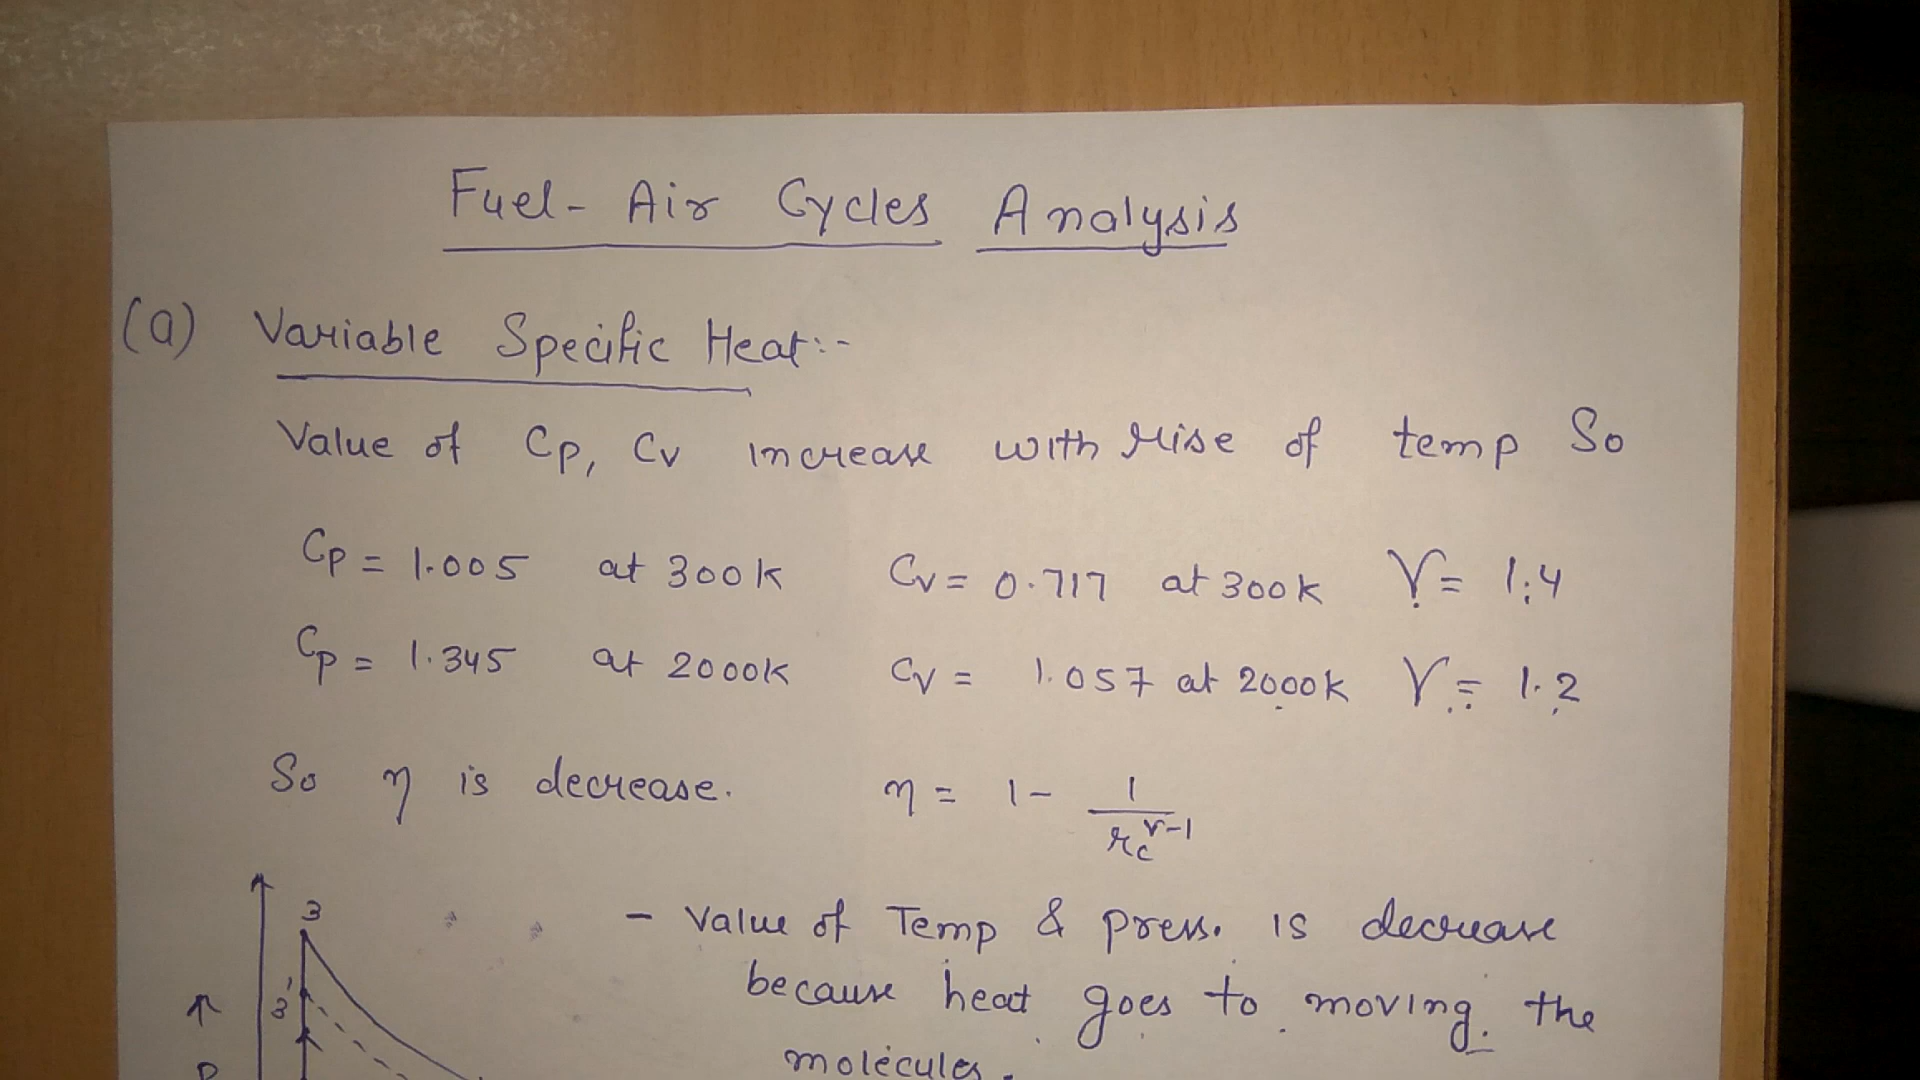 Fuel- Air Cycles Analysis
(a) Variable Specific Heat:-
Value of Cp, Cv increase with rise of temp So
Cp = 1.005 at 300k Cv = 0.717 at 300k γ = 1.4
Cp = 1.345 at 2000k Cv = 1.057 at 2000k γ = 1.2
So η is decrease. η = 1 - 1/rc^γ-1
3
- Value of Temp & press. is decrease
because heat goes to moving the
3'
molecules.
P